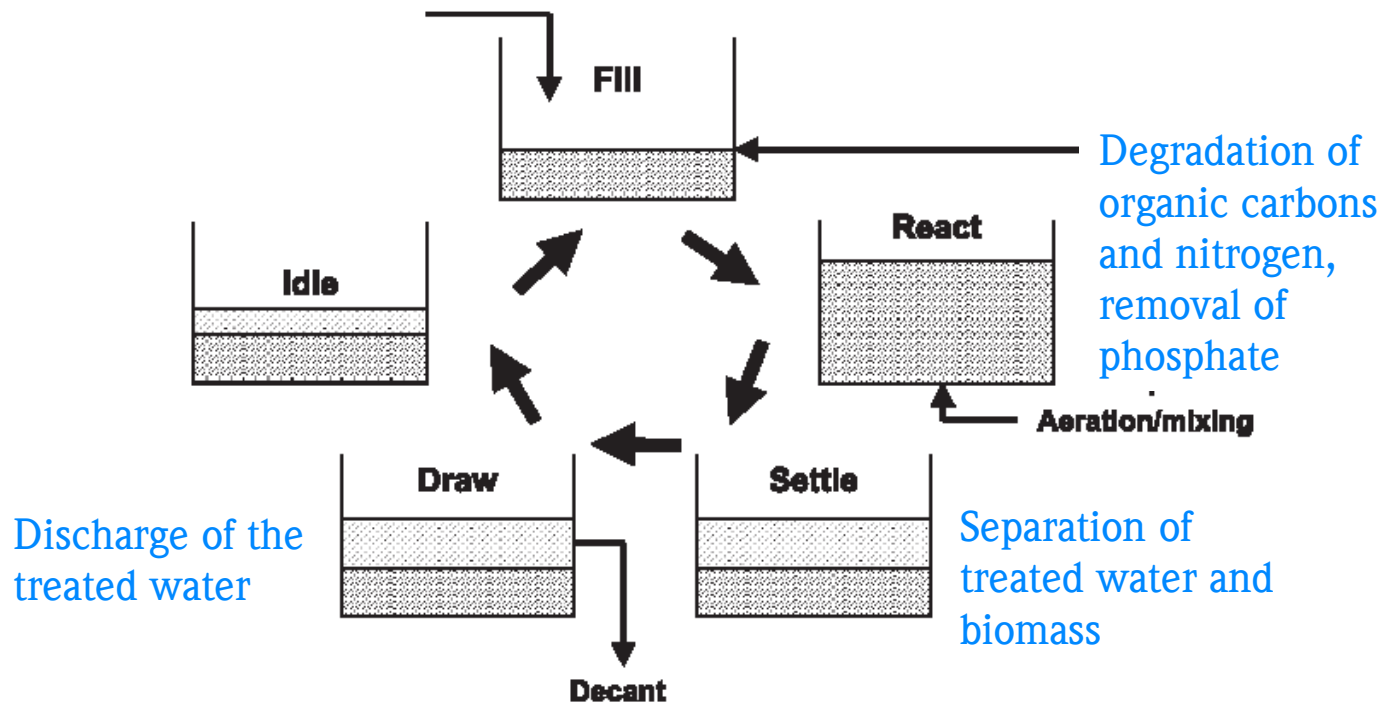 Fill
Degradation of
organic carbons
and nitrogen,
removal of
phosphate
React
Idle
Aeration/mixing
Draw
Settle
Discharge of the
treated water
Separation of
treated water and
biomass
Decant